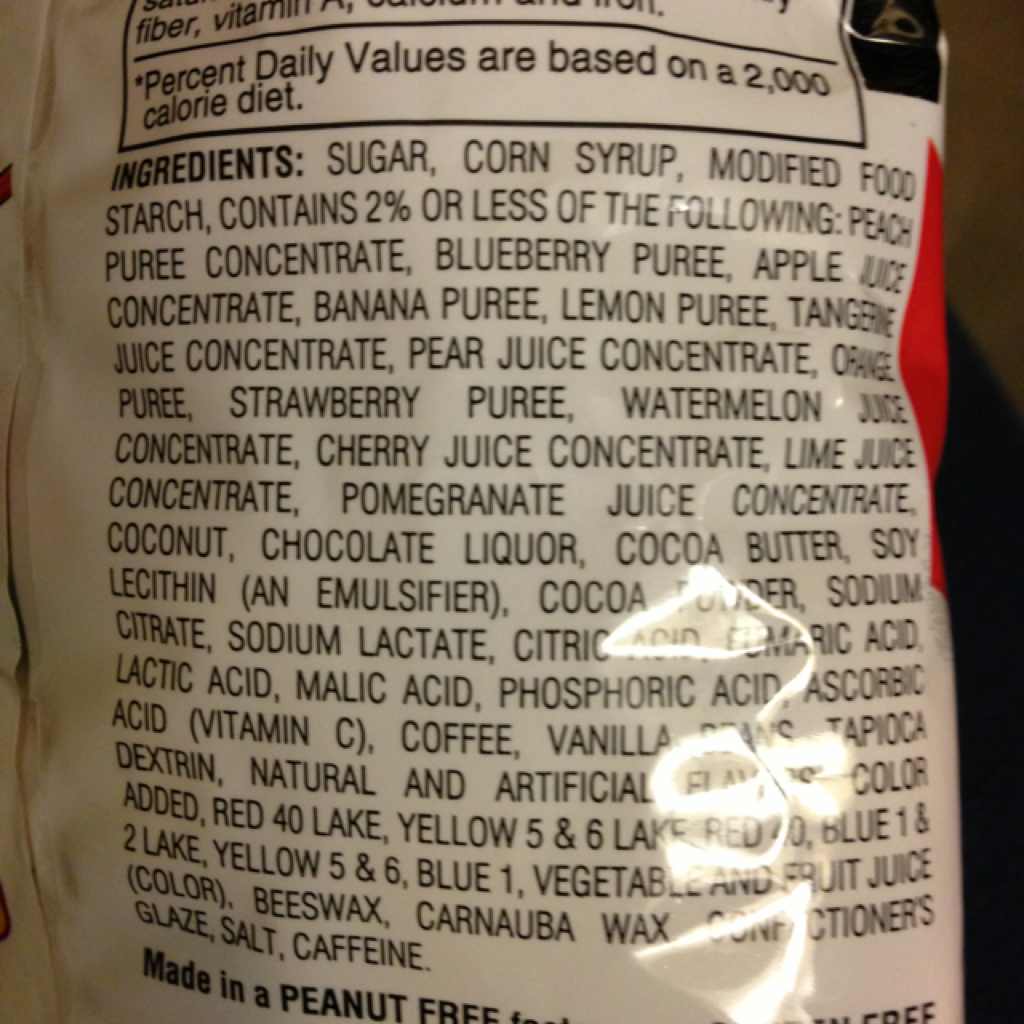 fiber, vitamin A, calcium and iron.
*Percent Daily Values are based on a 2,000
calorie diet.
INGREDIENTS: SUGAR, CORN SYRUP, MODIFIED FOOD
STARCH, CONTAINS 2% OR LESS OF THE FOLLOWING: PEACH
PUREE CONCENTRATE, BLUEBERRY PUREE, APPLE JUICE
CONCENTRATE, BANANA PUREE, LEMON PUREE, TANGERINE
JUICE CONCENTRATE, PEAR JUICE CONCENTRATE, ORANGE
PUREE, STRAWBERRY PUREE, WATERMELON JUICE
CONCENTRATE, CHERRY JUICE CONCENTRATE, LIME JUICE
CONCENTRATE, POMEGRANATE JUICE CONCENTRATE,
COCONUT, CHOCOLATE LIQUOR, COCOA BUTTER, SOY
LECITHIN (AN EMULSIFIER), COCOA POWDER, SODIUM
CITRATE, SODIUM LACTATE, CITRIC ACID, FUMARIC ACID,
LACTIC ACID, MALIC ACID, PHOSPHORIC ACID, ASCORBIC
ACID (VITAMIN C), COFFEE, VANILLA BEANS, TAPIOCA
DEXTRIN, NATURAL AND ARTIFICIAL FLAVORS, COLOR
ADDED, RED 40 LAKE, YELLOW 5 & 6 LAKE, RED 40, BLUE 1 &
2 LAKE, YELLOW 5 & 6, BLUE 1, VEGETABLE AND FRUIT JUICE
(COLOR), BEESWAX, CARNAUBA WAX CONFECTIONER'S
GLAZE, SALT, CAFFEINE.
Made in a PEANUT FREE FREE